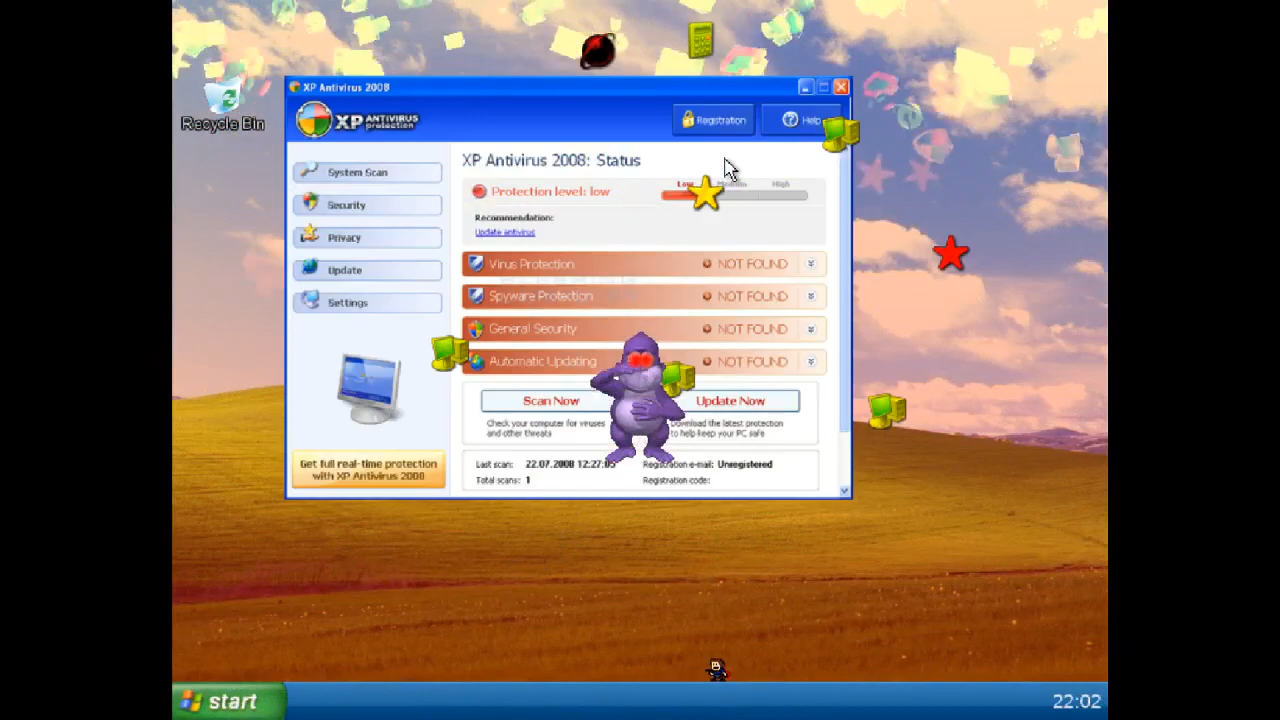 Recycle Bin
XP Antivirus 2008
XP ANTIVIRUS
protection
Registration
Help
System Scan
Security
Privacy
Update
Settings
Get full real-time protection
with XP Antivirus 2008
XP Antivirus 2008: Status
Protection level: low
Low Medium High
Recommendation:
Update antivirus
Virus Protection NOT FOUND
Spyware Protection NOT FOUND
General Security NOT FOUND
Automatic Updating NOT FOUND
Scan Now
Check your computer for viruses
and other threats
Update Now
Download the latest protection
to help keep your PC safe
Last scan: 22.07.2008 12:27:05
Total scans: 1
Registration e-mail: Unregistered
Registration code:
start
22:02